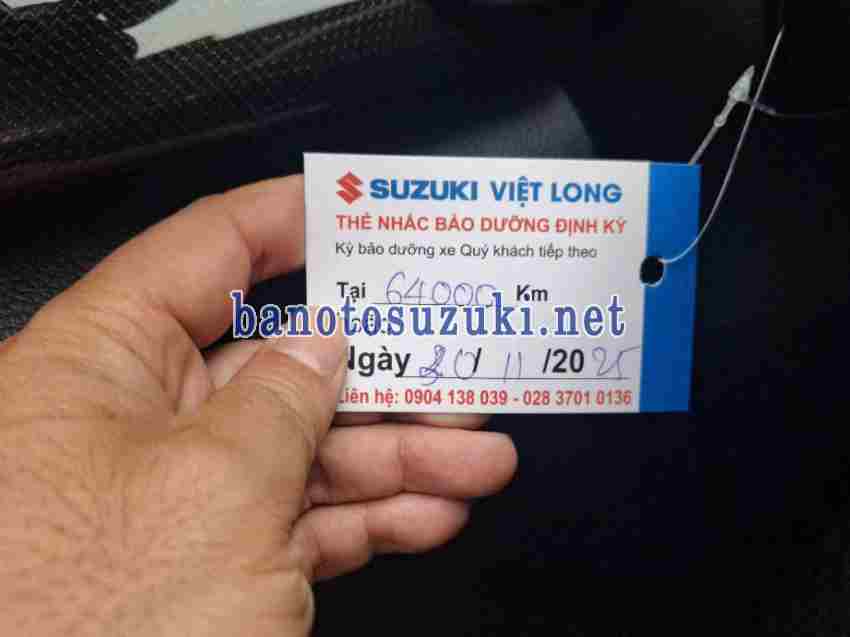 SUZUKI VIỆT LONG
THẺ NHẮC BẢO DƯỠNG ĐỊNH KỲ
Kỳ bảo dưỡng xe Quý khách tiếp theo
Tại 64000 Km
banotosuzuki.net
Ngày /11/2025
Liên hệ: 0904 138 039 - 028 3701 0136